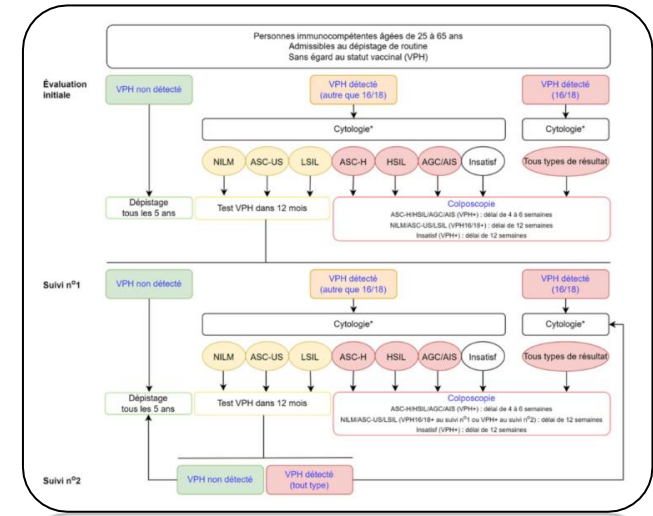 Personnes immunocompétentes âgées de 25 à 65 ans
Admissibles au dépistage de routine
Sans égard au statut vaccinal (VPH)
Évaluation
initiale
VPH non détecté
VPH détecté
(autre que 16/18)
VPH détecté
(16/18)
Cytologie*
Cytologie*
NILM
ASC-US
LSIL
ASC-H
HSIL
AGC/AIS
Insatisf
Tous types de résultat
Dépistage
tous les 5 ans
Test VPH dans 12 mois
Colposcopie
ASC-H/HSIL/AGC/AIS (VPH+) : délai de 4 à 6 semaines
NILM/ASC-US/LSIL (VPH16/18+) : délai de 12 semaines
Insatisf (VPH+) : délai de 12 semaines
Suivi nº1
VPH non détecté
VPH détecté
(autre que 16/18)
VPH détecté
(16/18)
Cytologie*
Cytologie*
NILM
ASC-US
LSIL
ASC-H
HSIL
AGC/AIS
Insatisf
Tous types de résultat
Dépistage
tous les 5 ans
Test VPH dans 12 mois
Colposcopie
ASC-H/HSIL/AGC/AIS (VPH+) : délai de 4 à 6 semaines
NILM/ASC-US/LSIL (VPH16/18+ au suivi nº1 ou VPH+ au suivi nº2) : délai de 12 semaines
Insatisf (VPH+) : délai de 12 semaines
Suivi nº2
VPH non détecté
VPH détecté
(tout type)